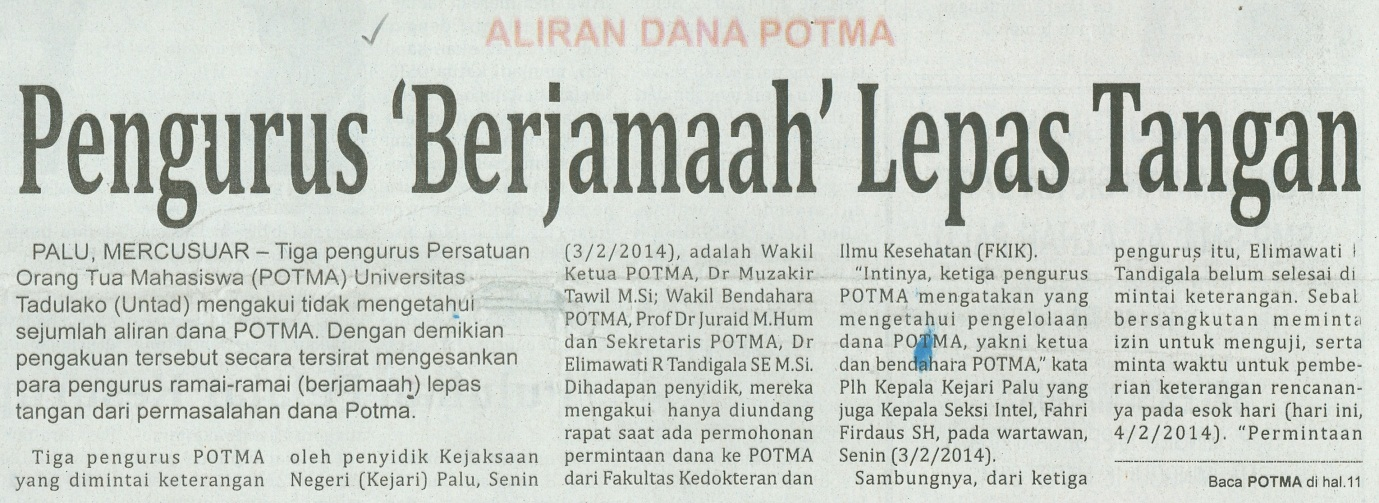 ALIRAN DANA POTMA
Pengurus ‘Berjamaah’ Lepas Tangan
PALU, MERCUSUAR – Tiga pengurus Persatuan
Orang Tua Mahasiswa (POTMA) Universitas
Tadulako (Untad) mengakui tidak mengetahui
sejumlah aliran dana POTMA. Dengan demikian
pengakuan tersebut secara tersirat mengesankan
para pengurus ramai-ramai (berjamaah) lepas
tangan dari permasalahan dana Potma.
Tiga pengurus POTMA
yang dimintai keterangan
oleh penyidik Kejaksaan
Negeri (Kejari) Palu, Senin
(3/2/2014), adalah Wakil
Ketua POTMA, Dr Muzakir
Tawil M.Si; Wakil Bendahara
POTMA, Prof Dr Juraid M.Hum
dan Sekretaris POTMA, Dr
Elimawati R Tandigala SE M.Si.
Dihadapan penyidik, mereka
mengakui hanya diundang
rapat saat ada permohonan
permintaan dana ke POTMA
dari Fakultas Kedokteran dan
Ilmu Kesehatan (FKIK).
“Intinya, ketiga pengurus
POTMA mengatakan yang
mengetahui pengelolaan
dana POTMA, yakni ketua
dan bendahara POTMA,” kata
Plh Kepala Kejari Palu yang
juga Kepala Seksi Intel, Fahri
Firdaus SH, pada wartawan,
Senin (3/2/2014).
Sambungnya, dari ketiga
pengurus itu, Elimawati
Tandigala belum selesai di
mintai keterangan. Sebab
bersangkutan meminta
izin untuk menguji, serta
minta waktu untuk pembe-
rian keterangan rencanan-
ya pada esok hari (hari ini,
4/2/2014). “Permintaan
Baca POTMA di hal.11